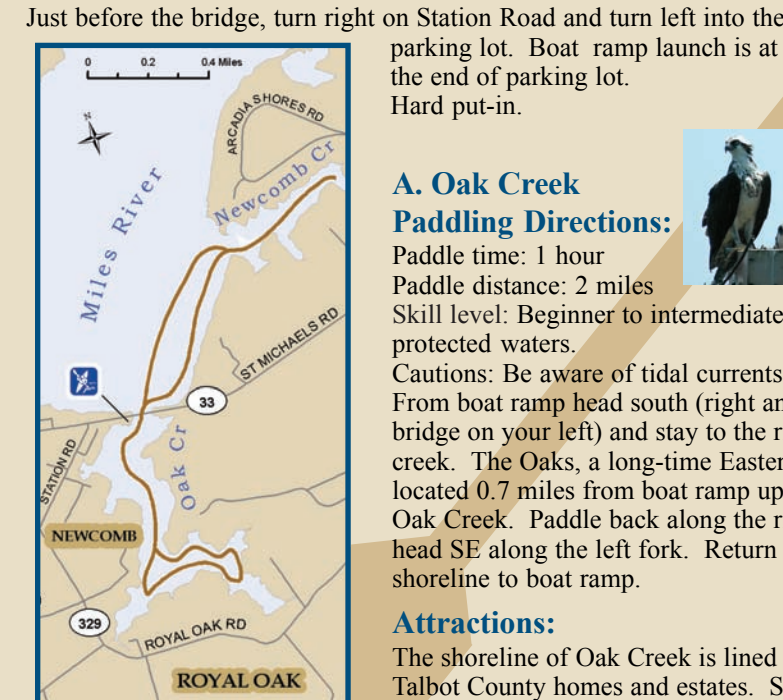 Just before the bridge, turn right on Station Road and turn left into the
parking lot. Boat ramp launch is at
the end of parking lot.
Hard put-in.
A. Oak Creek
Paddling Directions:
Paddle time: 1 hour
Paddle distance: 2 miles
Skill level: Beginner to intermediate
protected waters.
Cautions: Be aware of tidal currents
From boat ramp head south (right an
bridge on your left) and stay to the r
creek. The Oaks, a long-time Easter
located 0.7 miles from boat ramp up
Oak Creek. Paddle back along the r
head SE along the left fork. Return
shoreline to boat ramp.
Attractions:
The shoreline of Oak Creek is lined
Talbot County homes and estates. S
0 0.2 0.4 Miles
N
ARCADIA SHORES RD
Newcomb Cr
Miles River
ST MICHAELS RD
33
Oak Cr
STATION RD
NEWCOMB
329
ROYAL OAK RD
ROYAL OAK